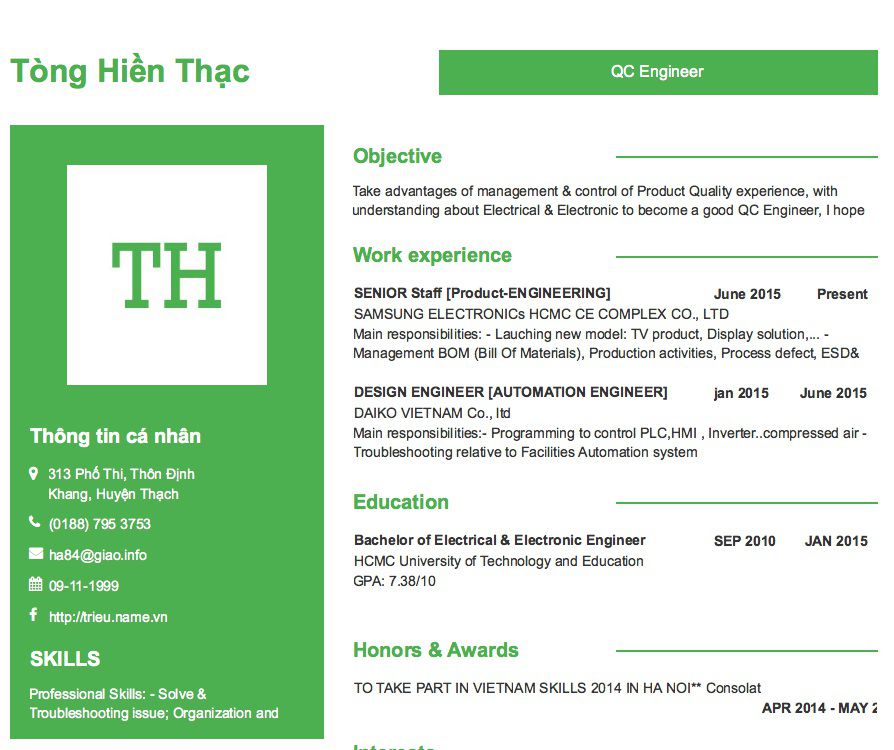 Tòng Hiền Thạc
QC Engineer
TH
Thông tin cá nhân
313 Phố Thi, Thôn Định
Khang, Huyện Thạch
(0188) 795 3753
ha84@giao.info
09-11-1999
http://trieu.name.vn
SKILLS
Professional Skills: - Solve &
Troubleshooting issue; Organization and
Objective
Take advantages of management & control of Product Quality experience, with
understanding about Electrical & Electronic to become a good QC Engineer, I hope
Work experience
SENIOR Staff [Product-ENGINEERING] June 2015 Present
SAMSUNG ELECTRONICs HCMC CE COMPLEX CO., LTD
Main responsibilities: - Lauching new model: TV product, Display solution,... -
Management BOM (Bill Of Materials), Production activities, Process defect, ESD&
DESIGN ENGINEER [AUTOMATION ENGINEER] jan 2015 June 2015
DAIKO VIETNAM Co., ltd
Main responsibilities:- Programming to control PLC,HMI , Inverter..compressed air -
Troubleshooting relative to Facilities Automation system
Education
Bachelor of Electrical & Electronic Engineer SEP 2010 JAN 2015
HCMC University of Technology and Education
GPA: 7.38/10
Honors & Awards
TO TAKE PART IN VIETNAM SKILLS 2014 IN HA NOI** Consolat
APR 2014 - MAY 2
Interests